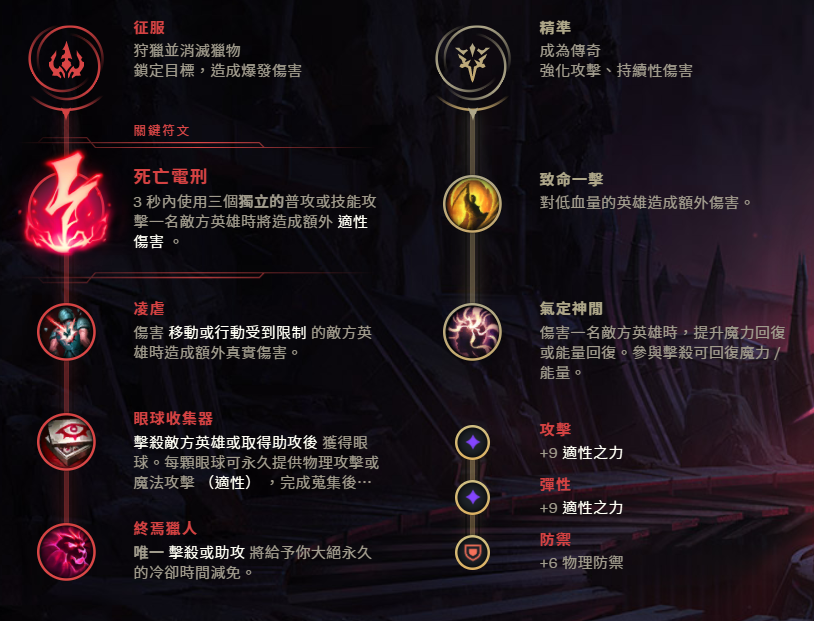 征服
狩獵並消滅獵物
鎖定目標，造成爆發傷害
關鍵符文
死亡電刑
3 秒內使用三個獨立的普攻或技能攻
擊一名敵方英雄時將造成額外 適性
傷害 。
凌虐
傷害 移動或行動受到限制 的敵方英
雄時造成額外真實傷害。
眼球收集器
擊殺敵方英雄或取得助攻後 獲得眼
球。每顆眼球可永久提供物理攻擊或
魔法攻擊 （適性） ，完成蒐集後…
終焉獵人
唯一 擊殺或助攻 將給予你大絕永久
的冷卻時間減免。
精準
成為傳奇
強化攻擊、持續性傷害
致命一擊
對低血量的英雄造成額外傷害。
氣定神閒
傷害一名敵方英雄時，提升魔力回復
或能量回復。參與擊殺可回復魔力 /
能量。
攻擊
+9 適性之力
彈性
+9 適性之力
防禦
+6 物理防禦